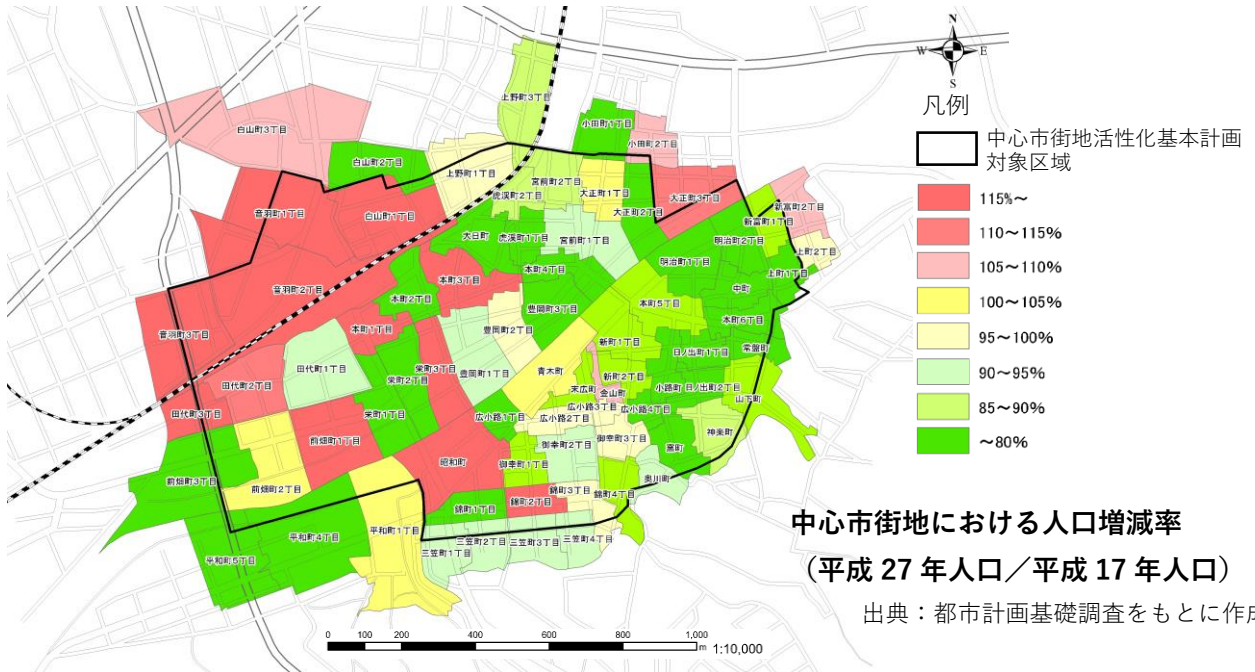 N
W
E
S
凡例
中心市街地活性化基本計画
対象区域
115%~
110~115%
105~110%
100~105%
95~100%
90~95%
85~90%
~80%
上野町3丁目
小田町1丁目
小田町2丁目
白山町3丁目
白山町2丁目
上野町1丁目
宮前町2丁目
虎渓町2丁目
大正町1丁目
大正町3丁目
大正町2丁目
新富町2丁目
新富町1丁目
音羽町1丁目
白山町1丁目
大日町
虎渓町1丁目
宮前町1丁目
明治町2丁目
上町2丁目
明治町1丁目
上町1丁目
本町4丁目
本町3丁目
中町
音羽町2丁目
本町2丁目
豊岡町3丁目
本町5丁目
本町6丁目
音羽町3丁目
本町1丁目
豊岡町2丁目
新町1丁目
常盤町
日ノ出町1丁目
田代町1丁目
栄町3丁目
栄町2丁目
豊岡町1丁目
青木町
新町2丁目
田代町2丁目
末広町
金山町
小路町
日ノ出町2丁目
山下町
田代町3丁目
栄町1丁目
広小路1丁目
広小路3丁目
広小路4丁目
広小路2丁目
前畑町1丁目
御幸町2丁目
御幸町3丁目
神楽町
昭和町
御幸町1丁目
窯町
奥川町
前畑町3丁目
前畑町2丁目
錦町3丁目
錦町4丁目
錦町2丁目
錦町1丁目
平和町1丁目
平和町4丁目
三笠町1丁目
三笠町2丁目
三笠町3丁目
三笠町4丁目
平和町5丁目
中心市街地における人口増減率
(平成 27 年人口/平成 17 年人口)
出典:都市計画基礎調査をもとに作成
0 100 200 400 600 800 1,000
m 1:10,000